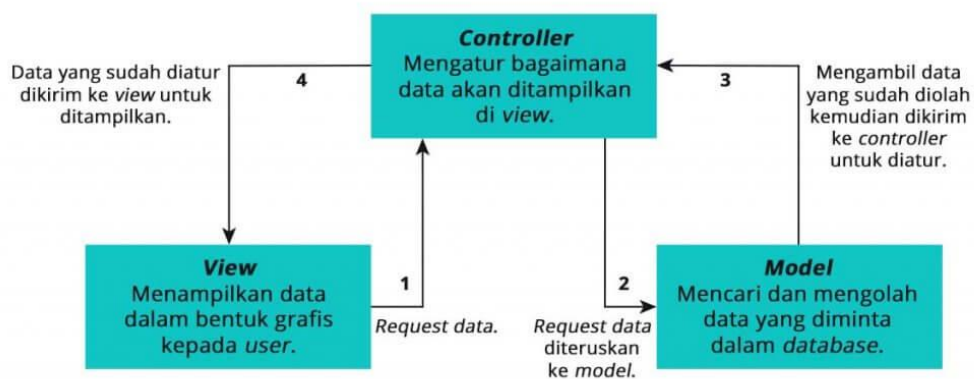 Controller
Mengatur bagaimana
data akan ditampilkan
di view.
Data yang sudah diatur
dikirim ke view untuk
ditampilkan.
4
3
Mengambil data
yang sudah diolah
kemudian dikirim
ke controller
untuk diatur.
View
Menampilkan data
dalam bentuk grafis
kepada user.
1
Request data.
2
Request data
diteruskan
ke model.
Model
Mencari dan mengolah
data yang diminta
dalam database.